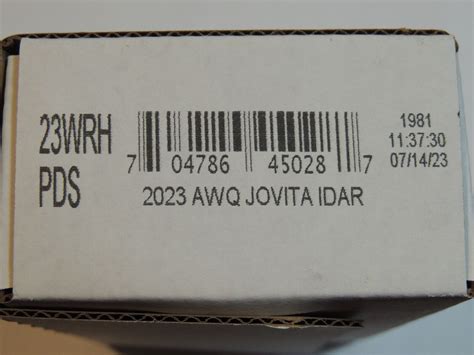 23WRH
PDS
7 04786 45028 7
2023 AWQ JOVITA IDAR
1981
11:37:30
07/14/23